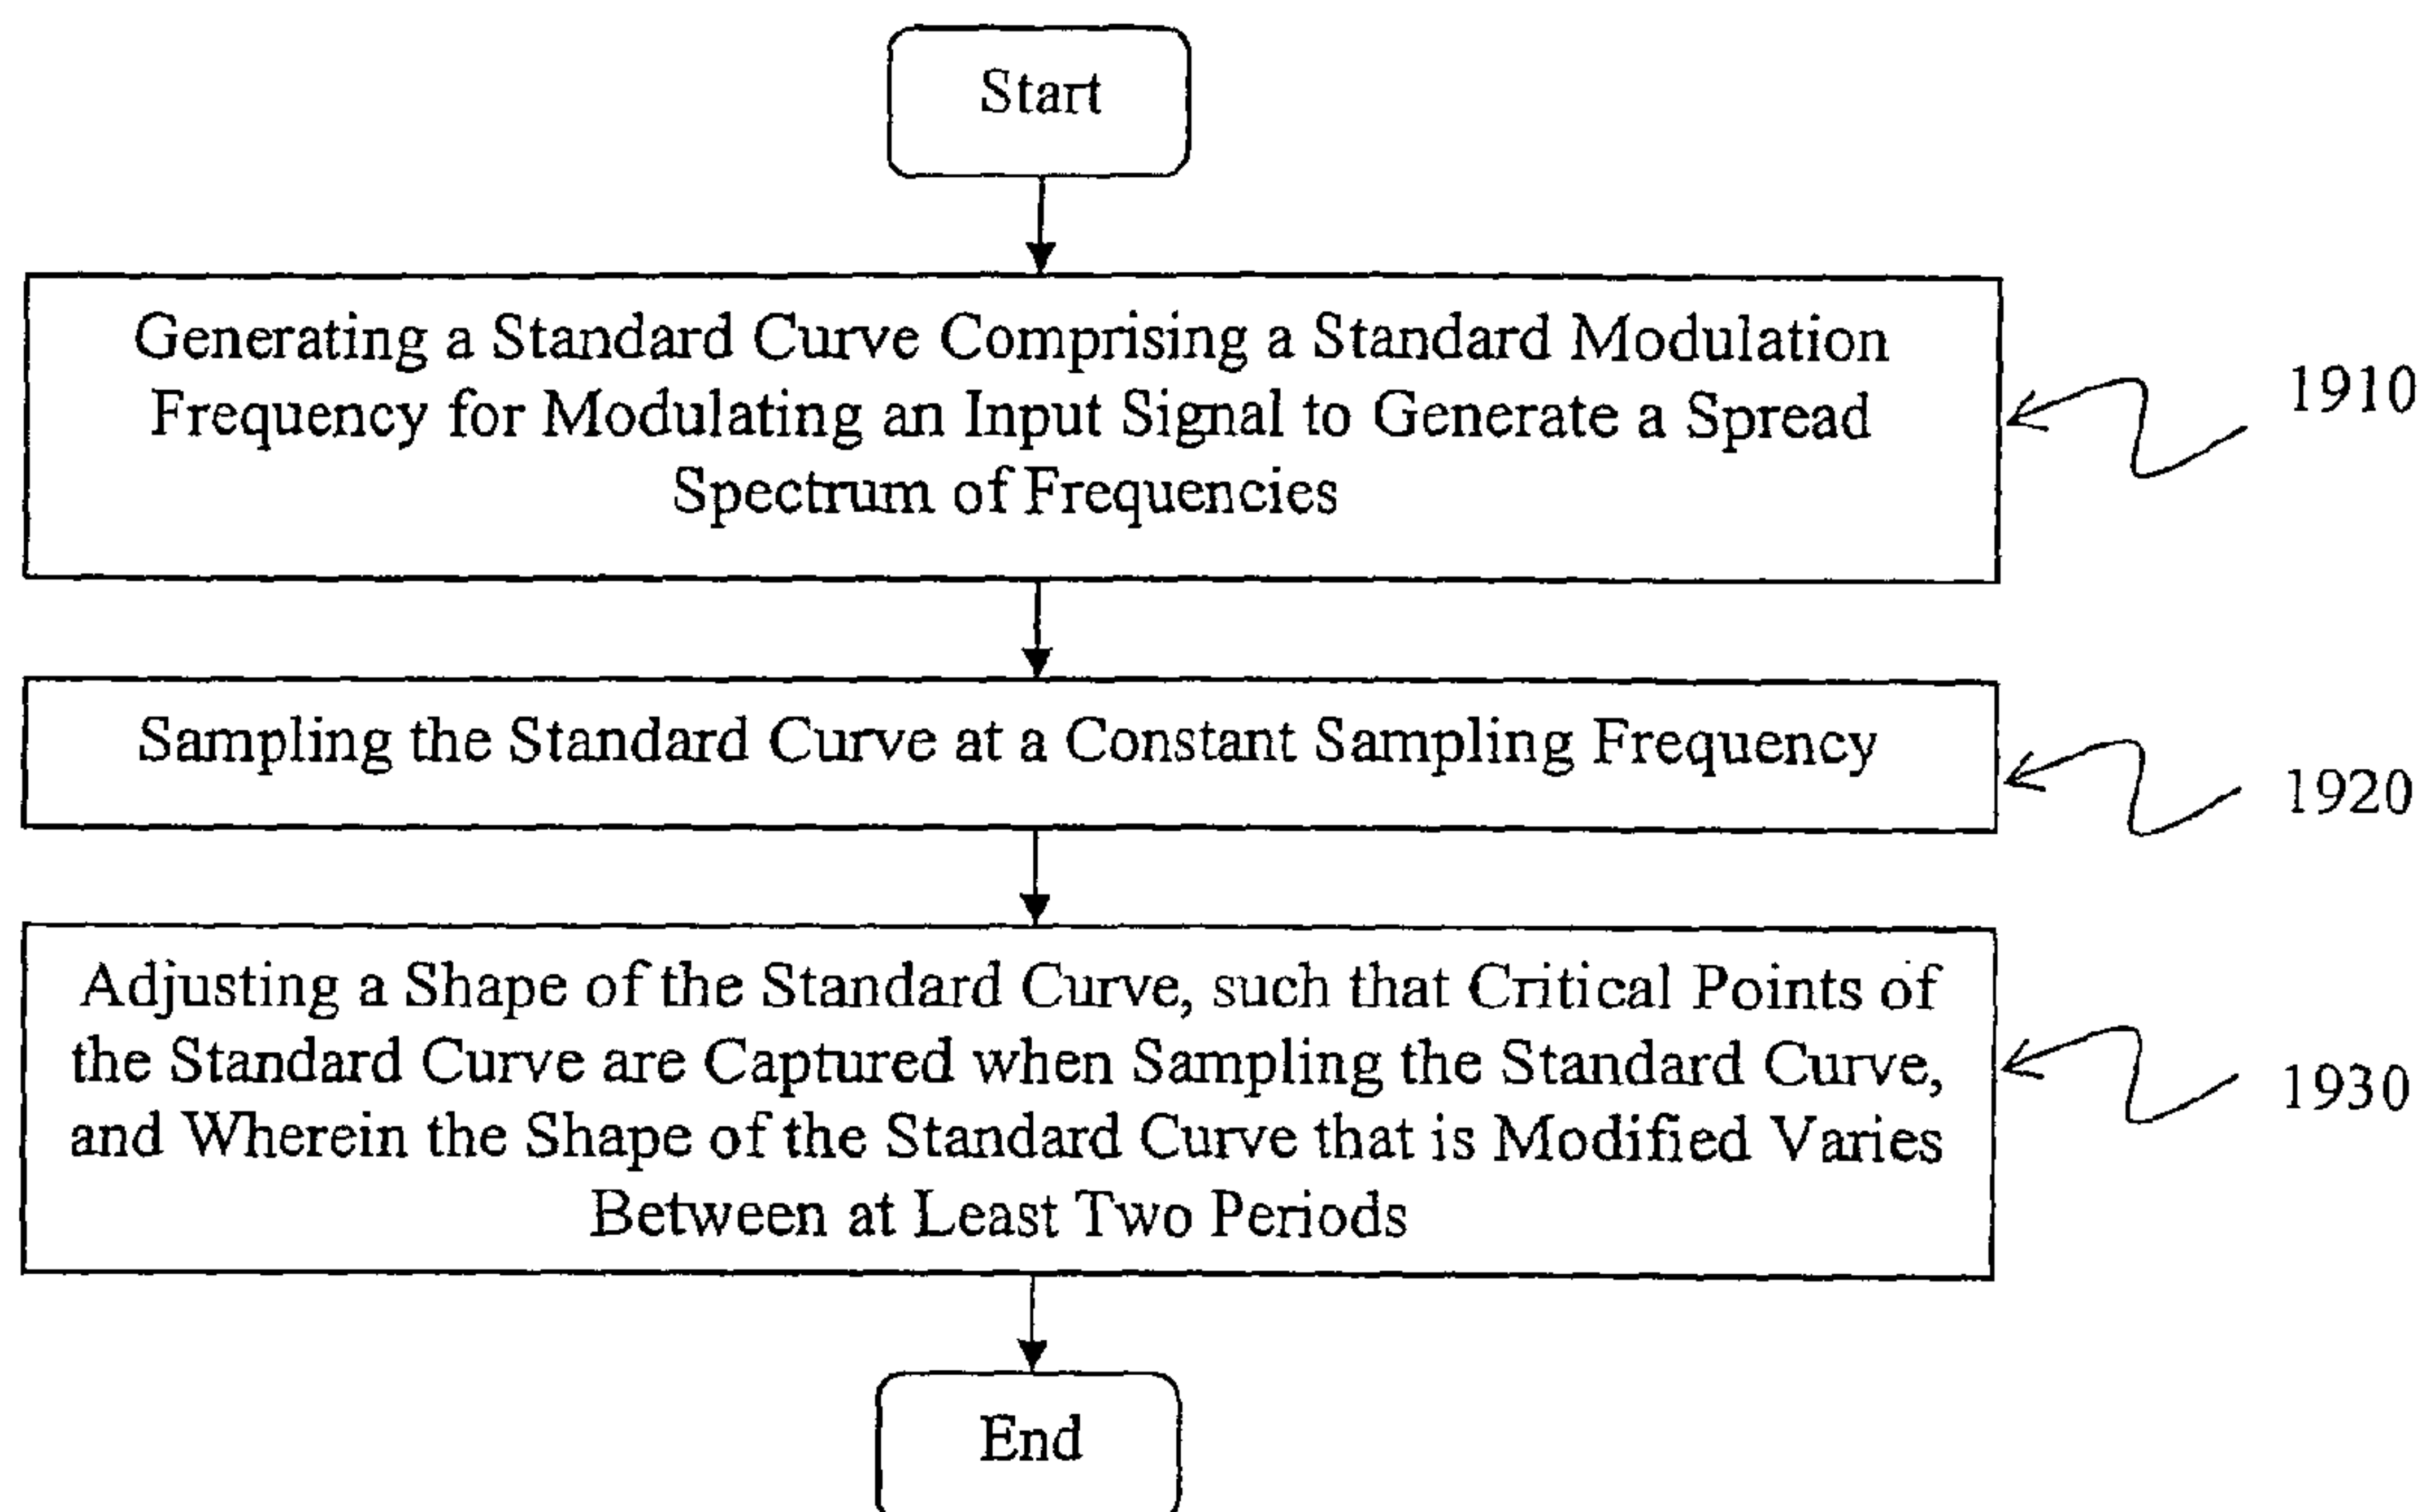 Start
Generating a Standard Curve Comprising a Standard Modulation
Frequency for Modulating an Input Signal to Generate a Spread
Spectrum of Frequencies
1910
Sampling the Standard Curve at a Constant Sampling Frequency
1920
Adjusting a Shape of the Standard Curve, such that Critical Points of
the Standard Curve are Captured when Sampling the Standard Curve,
and Wherein the Shape of the Standard Curve that is Modified Varies
Between at Least Two Periods
1930
End